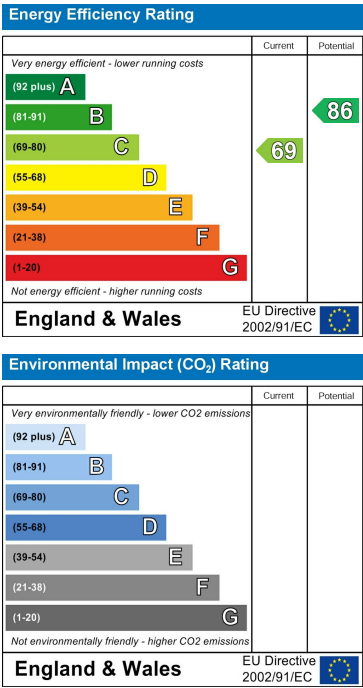 Energy Efficiency Rating
Current Potential
Very energy efficient - lower running costs
(92 plus) A
(81-91) B
(69-80) C
(55-68) D
(39-54) E
(21-38) F
(1-20) G
69
86
Not energy efficient - higher running costs
England & Wales
EU Directive
2002/91/EC
Environmental Impact (CO2) Rating
Current Potential
Very environmentally friendly - lower CO2 emissions
(92 plus) A
(81-91) B
(69-80) C
(55-68) D
(39-54) E
(21-38) F
(1-20) G
Not environmentally friendly - higher CO2 emissions
England & Wales
EU Directive
2002/91/EC